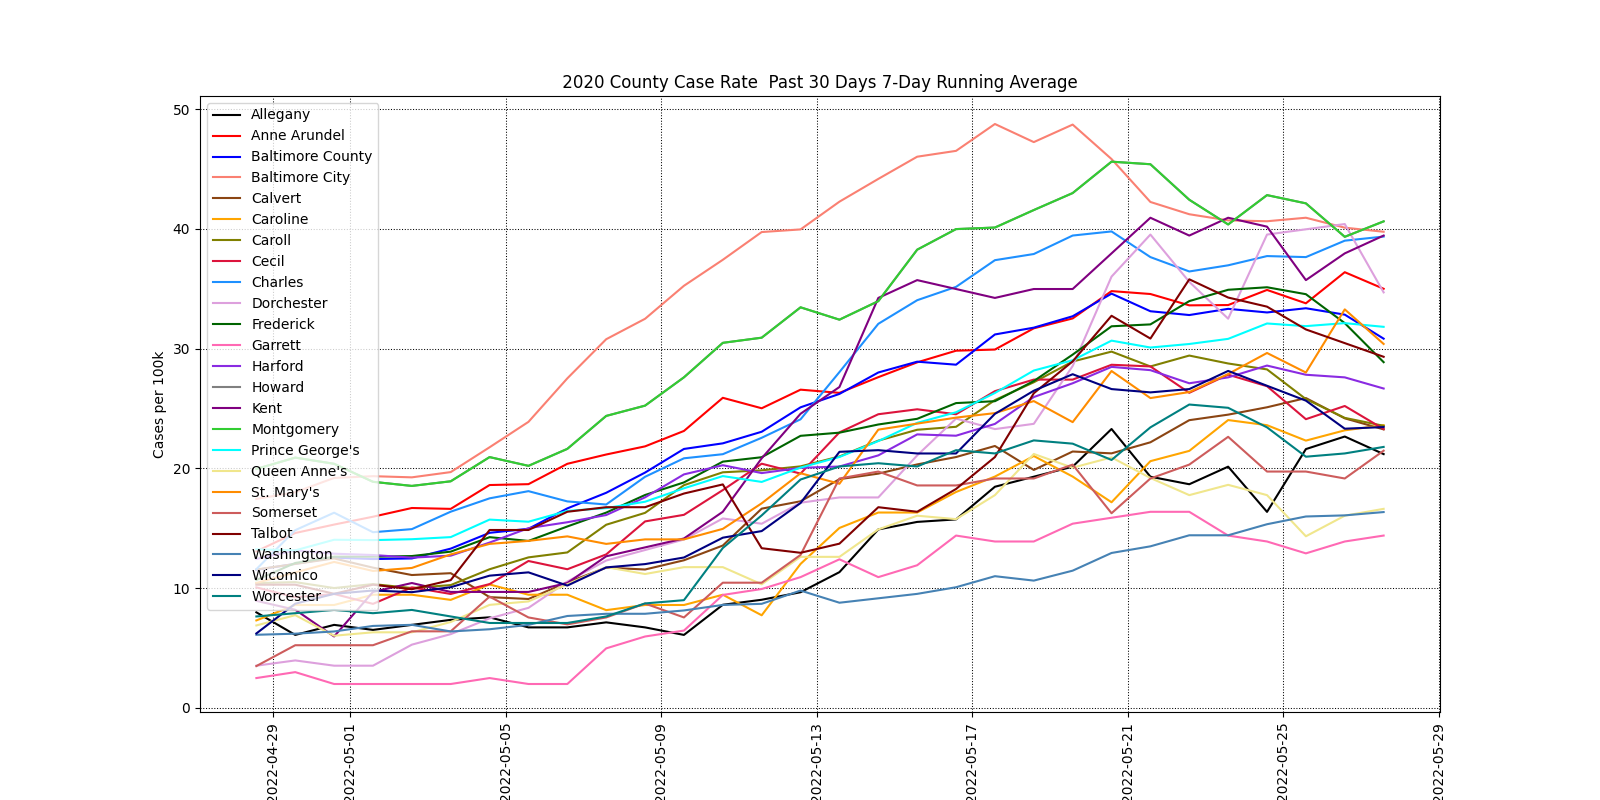 2020 County Case Rate  Past 30 Days 7-Day Running Average
Cases per 100k
50
40
30
20
10
0
Allegany
Anne Arundel
Baltimore County
Baltimore City
Calvert
Caroline
Caroll
Cecil
Charles
Dorchester
Frederick
Garrett
Harford
Howard
Kent
Montgomery
Prince George's
Queen Anne's
St. Mary's
Somerset
Talbot
Washington
Wicomico
Worcester
2022-04-29
2022-05-01
2022-05-05
2022-05-09
2022-05-13
2022-05-17
2022-05-21
2022-05-25
2022-05-29